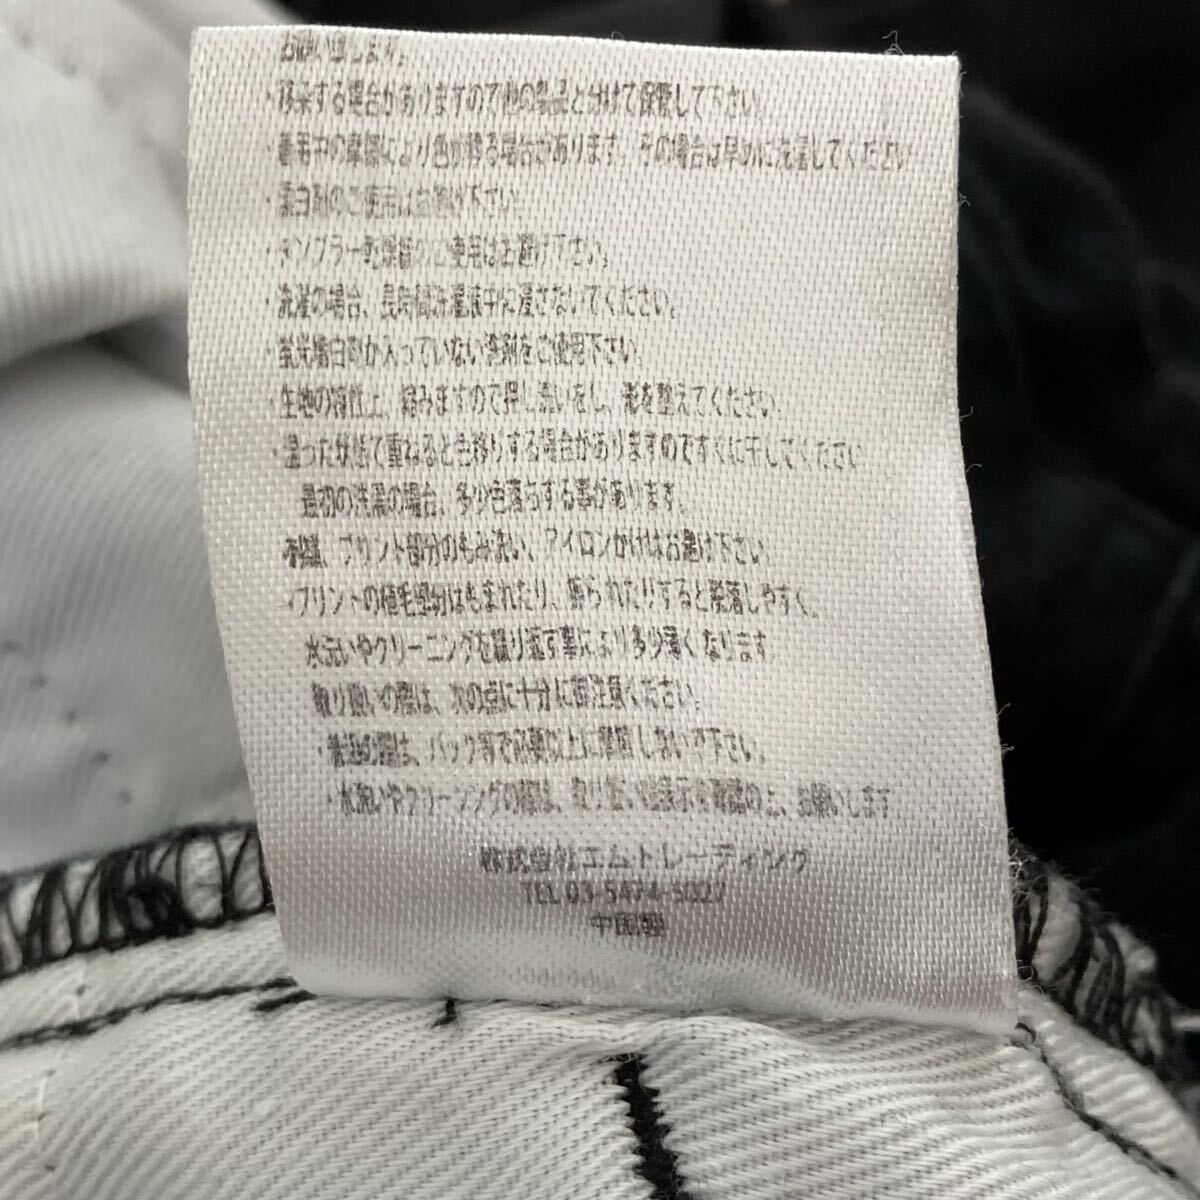 お願い致します。
・移染する場合がありますので他の製品と分けて保管して下さい。
・着用中の摩擦により色が移る場合があります。その場合は早めに洗濯してください
・漂白剤のご使用はお避け下さい。
・タンブラー乾燥器のご使用はお避け下さい。
・洗濯の場合、長時間洗濯液中に浸さないでください。
・蛍光増白剤が入っていない洗剤をご使用下さい。
・生地の特性上、縮みますので押し洗いをし、形を整えてください。
・湿った状態で重ねると色移りする場合がありますのですぐに干してください
最初の洗濯の場合、多少色落ちする事があります。
プリント部分のもみ洗い、アイロンがけはお避け下さい。
プリントの植毛部分はもまれたり、擦られたりすると脱落しやすく、
水洗いやクリーニングを繰り返す事により多少薄くなります
取り扱いの際は、次の点に十分に御注意ください。
・着用の際は、バック等で必要以上に摩擦しないで下さい。
・水洗いやクリーニングの際は、取り扱い絵表示を確認の上、お願いします
株式会社エム・トレーディング
TEL 03-5474-5027
中国製